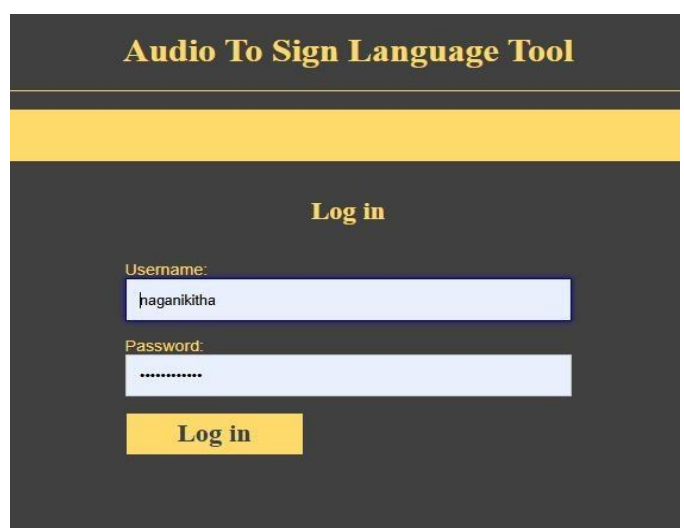 Audio To Sign Language Tool
Log in
Username:
naganikitha
Password:
••••••••••••
Log in